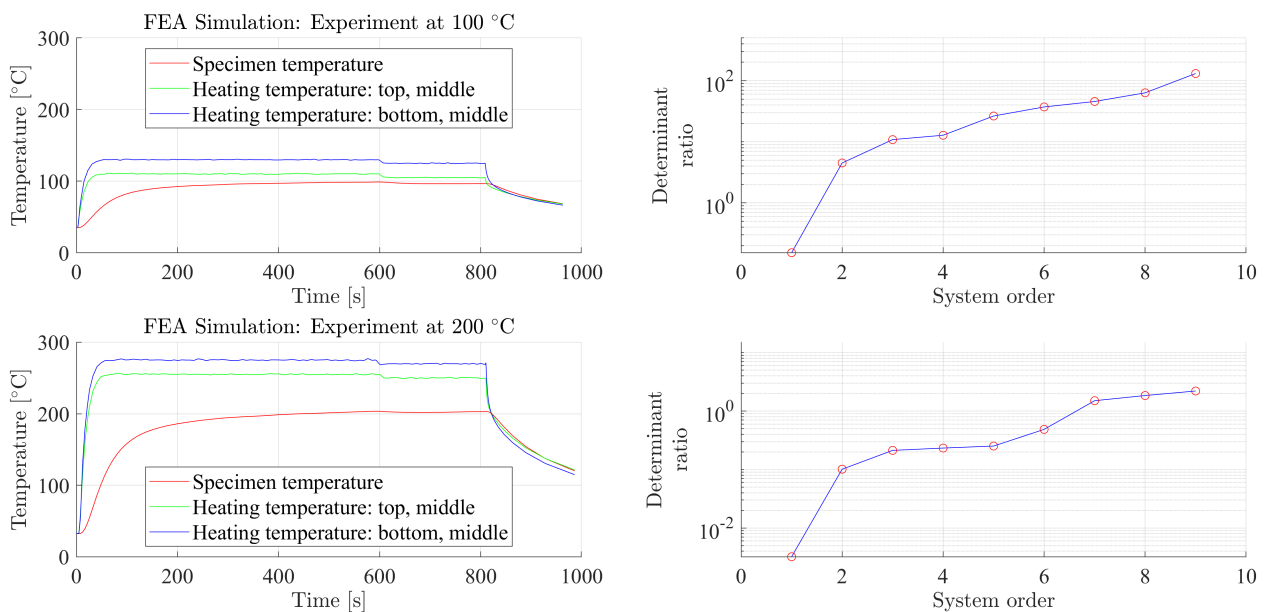 FEA Simulation: Experiment at 100 °C
Temperature [°C]
300
200
100
0
Specimen temperature
Heating temperature: top, middle
Heating temperature: bottom, middle
0 200 400 600 800 1000
Time [s]
Determinant
ratio
10^2
10^0
0 2 4 6 8 10
System order
FEA Simulation: Experiment at 200 °C
Temperature [°C]
300
200
100
0
Specimen temperature
Heating temperature: top, middle
Heating temperature: bottom, middle
0 200 400 600 800 1000
Time [s]
Determinant
ratio
10^0
10^-2
0 2 4 6 8 10
System order